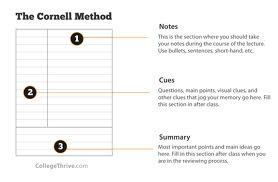 The Cornell Method
1
2
3
Notes
This is the section where you should take
your notes during the course of the lecture.
Use bullets, sentences, short-hand, etc.
Cues
Questions, main points, visual clues, and
other clues that jog your memory go here. Fill
this section in after class.
Summary
Most important points and main ideas go
here. Fill in this section after class when you
are in the reviewing process.
CollegeThrive.com